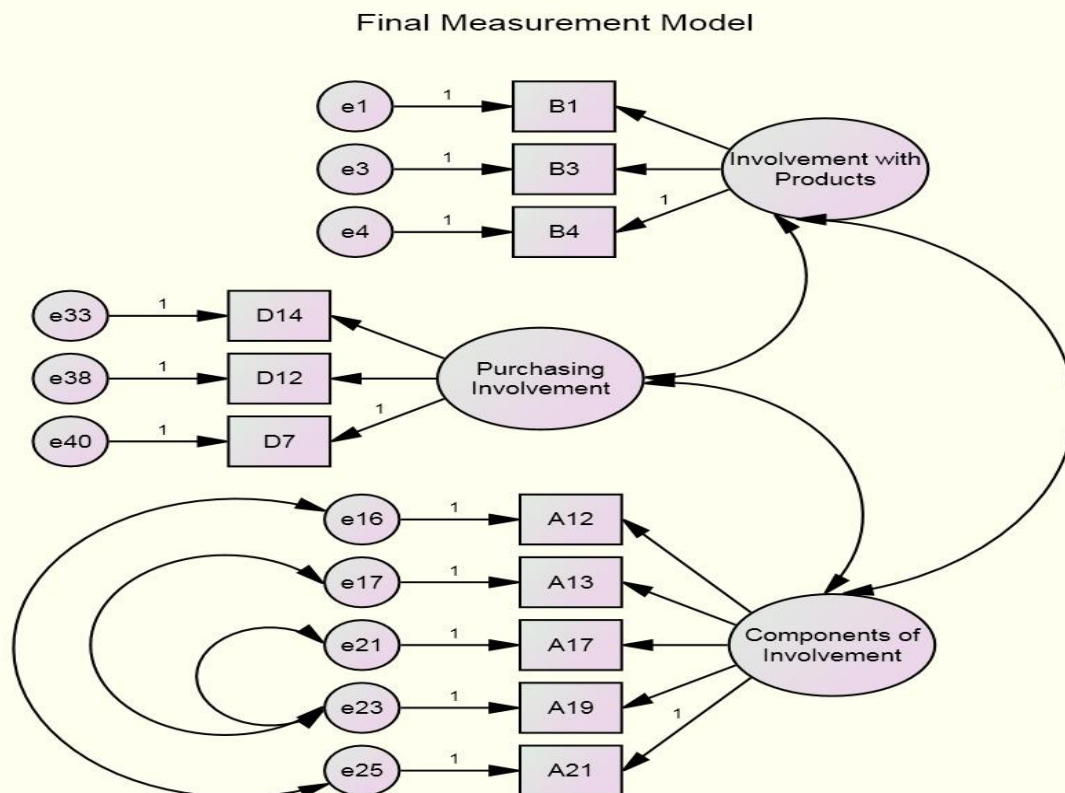 Final Measurement Model
e1
1
B1
e3
1
B3
e4
1
B4
1
Involvement with
Products
e33
1
D14
e38
1
D12
e40
1
D7
1
Purchasing
Involvement
e16
1
A12
e17
1
A13
e21
1
A17
e23
1
A19
e25
1
A21
1
Components of
Involvement